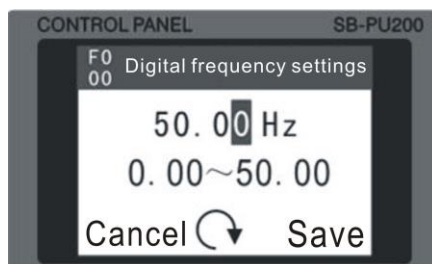 CONTROL PANEL SB-PU200
F0
00 Digital frequency settings
50.00 Hz
0.00～50.00
Cancel Save